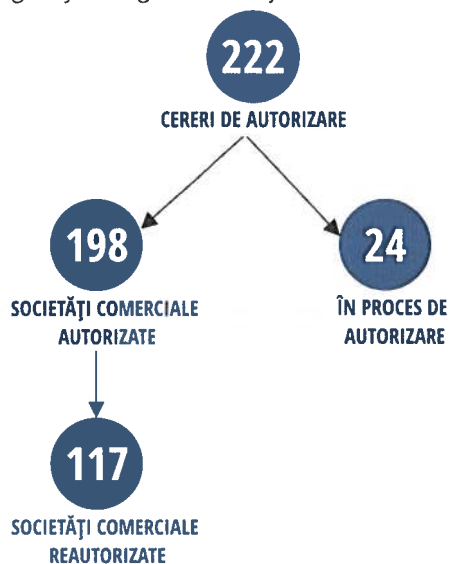 222
CERERI DE AUTORIZARE
198
24
SOCIETĂȚI COMERCIALE
AUTORIZATE
ÎN PROCES DE
AUTORIZARE
117
SOCIETĂȚI COMERCIALE
REAUTORIZATE